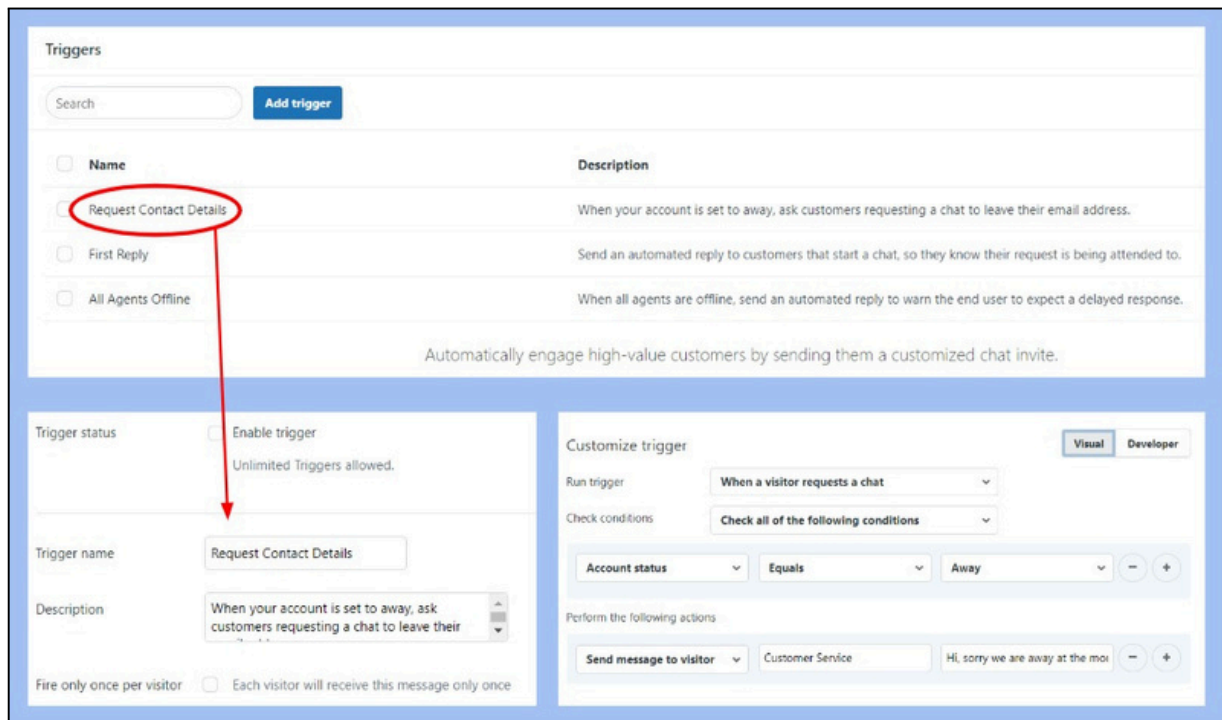 Triggers
Search
Add trigger
Name Description
Request Contact Details When your account is set to away, ask customers requesting a chat to leave their email address.
First Reply Send an automated reply to customers that start a chat, so they know their request is being attended to.
All Agents Offline When all agents are offline, send an automated reply to warn the end user to expect a delayed response.
Automatically engage high-value customers by sending them a customized chat invite.
Trigger status Enable trigger
Unlimited Triggers allowed.
Trigger name Request Contact Details
Description When your account is set to away, ask
customers requesting a chat to leave their
Fire only once per visitor Each visitor will receive this message only once
Customize trigger Visual Developer
Run trigger When a visitor requests a chat
Check conditions Check all of the following conditions
Account status Equals Away − +
Perform the following actions
Send message to visitor Customer Service Hi, sorry we are away at the − +